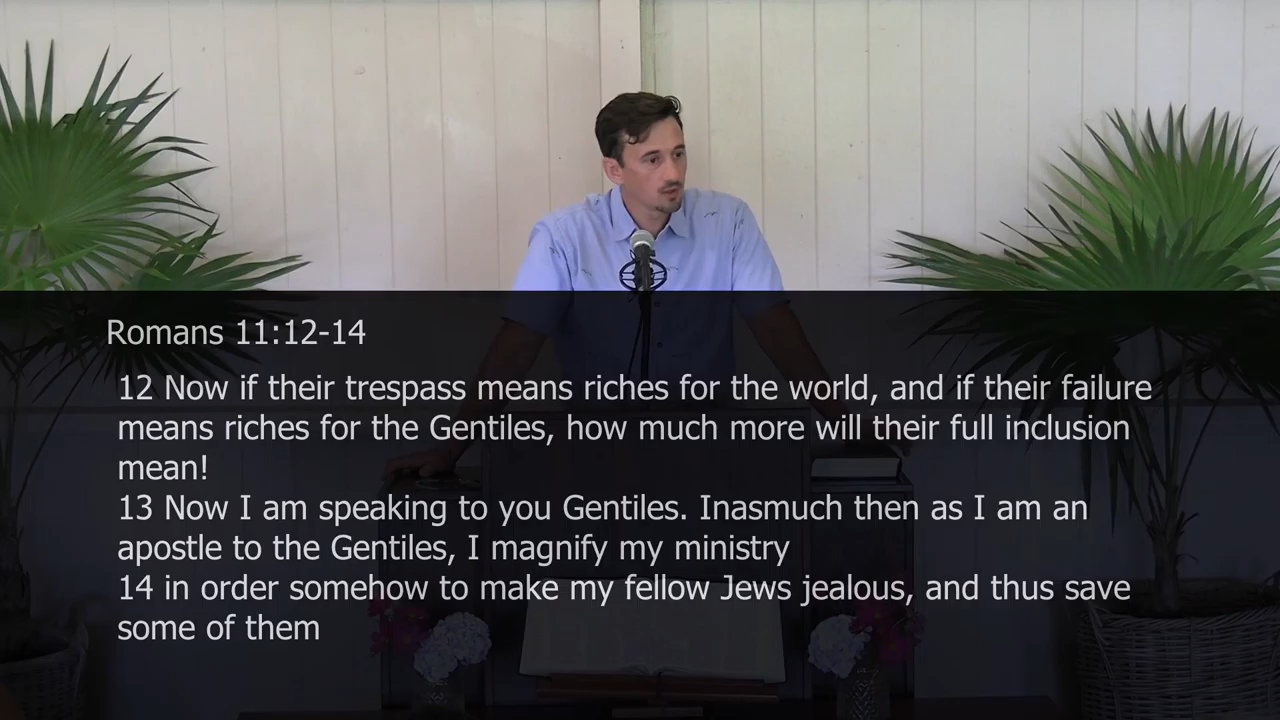 Romans 11:12-14
12 Now if their trespass means riches for the world, and if their failure
means riches for the Gentiles, how much more will their full inclusion
mean!
13 Now I am speaking to you Gentiles. Inasmuch then as I am an
apostle to the Gentiles, I magnify my ministry
14 in order somehow to make my fellow Jews jealous, and thus save
some of them